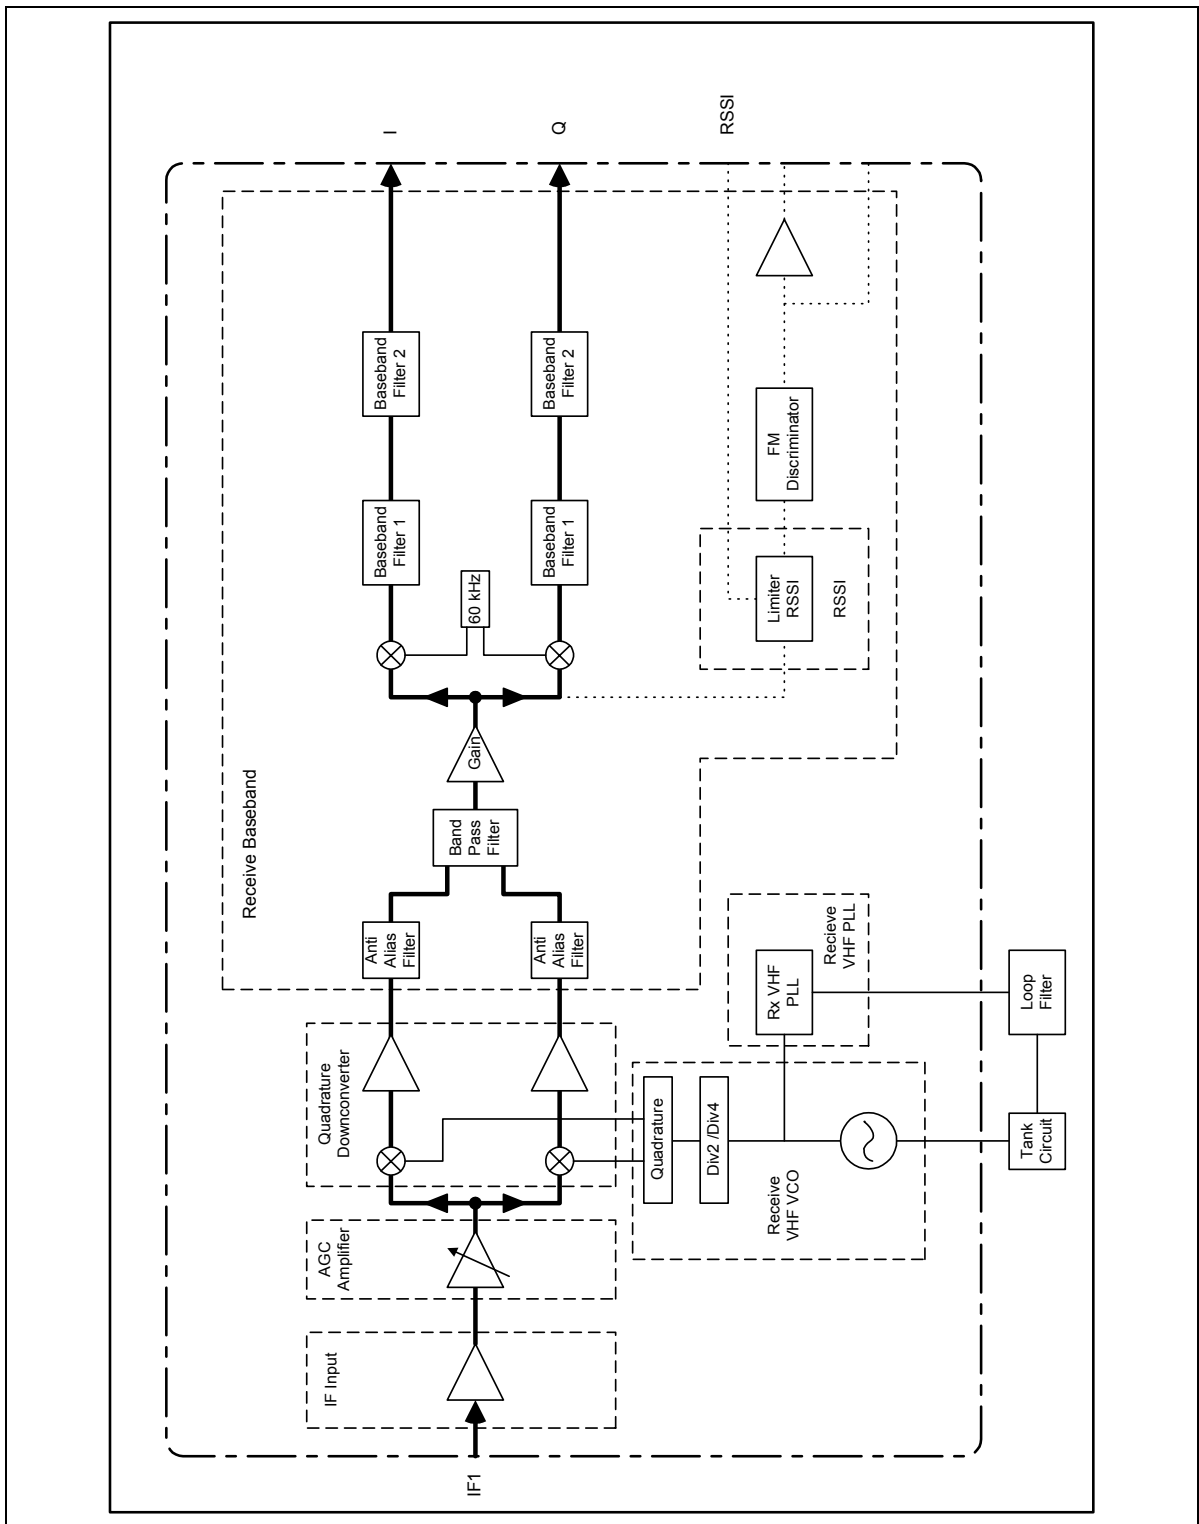 IF1
IF Input
AGC
Amplifier
Quadrature
Downconverter
Receive Baseband
Anti
Alias
Filter
Anti
Alias
Filter
Band
Pass
Filter
Gain
60 kHz
Baseband
Filter 1
Baseband
Filter 2
I
Baseband
Filter 1
Baseband
Filter 2
Q
RSSI
Limiter
RSSI
RSSI
FM
Discriminator
Quadrature
Div2 /Div4
Receive
VHF VCO
Rx VHF
PLL
Recieve
VHF PLL
Tank
Circuit
Loop
Filter